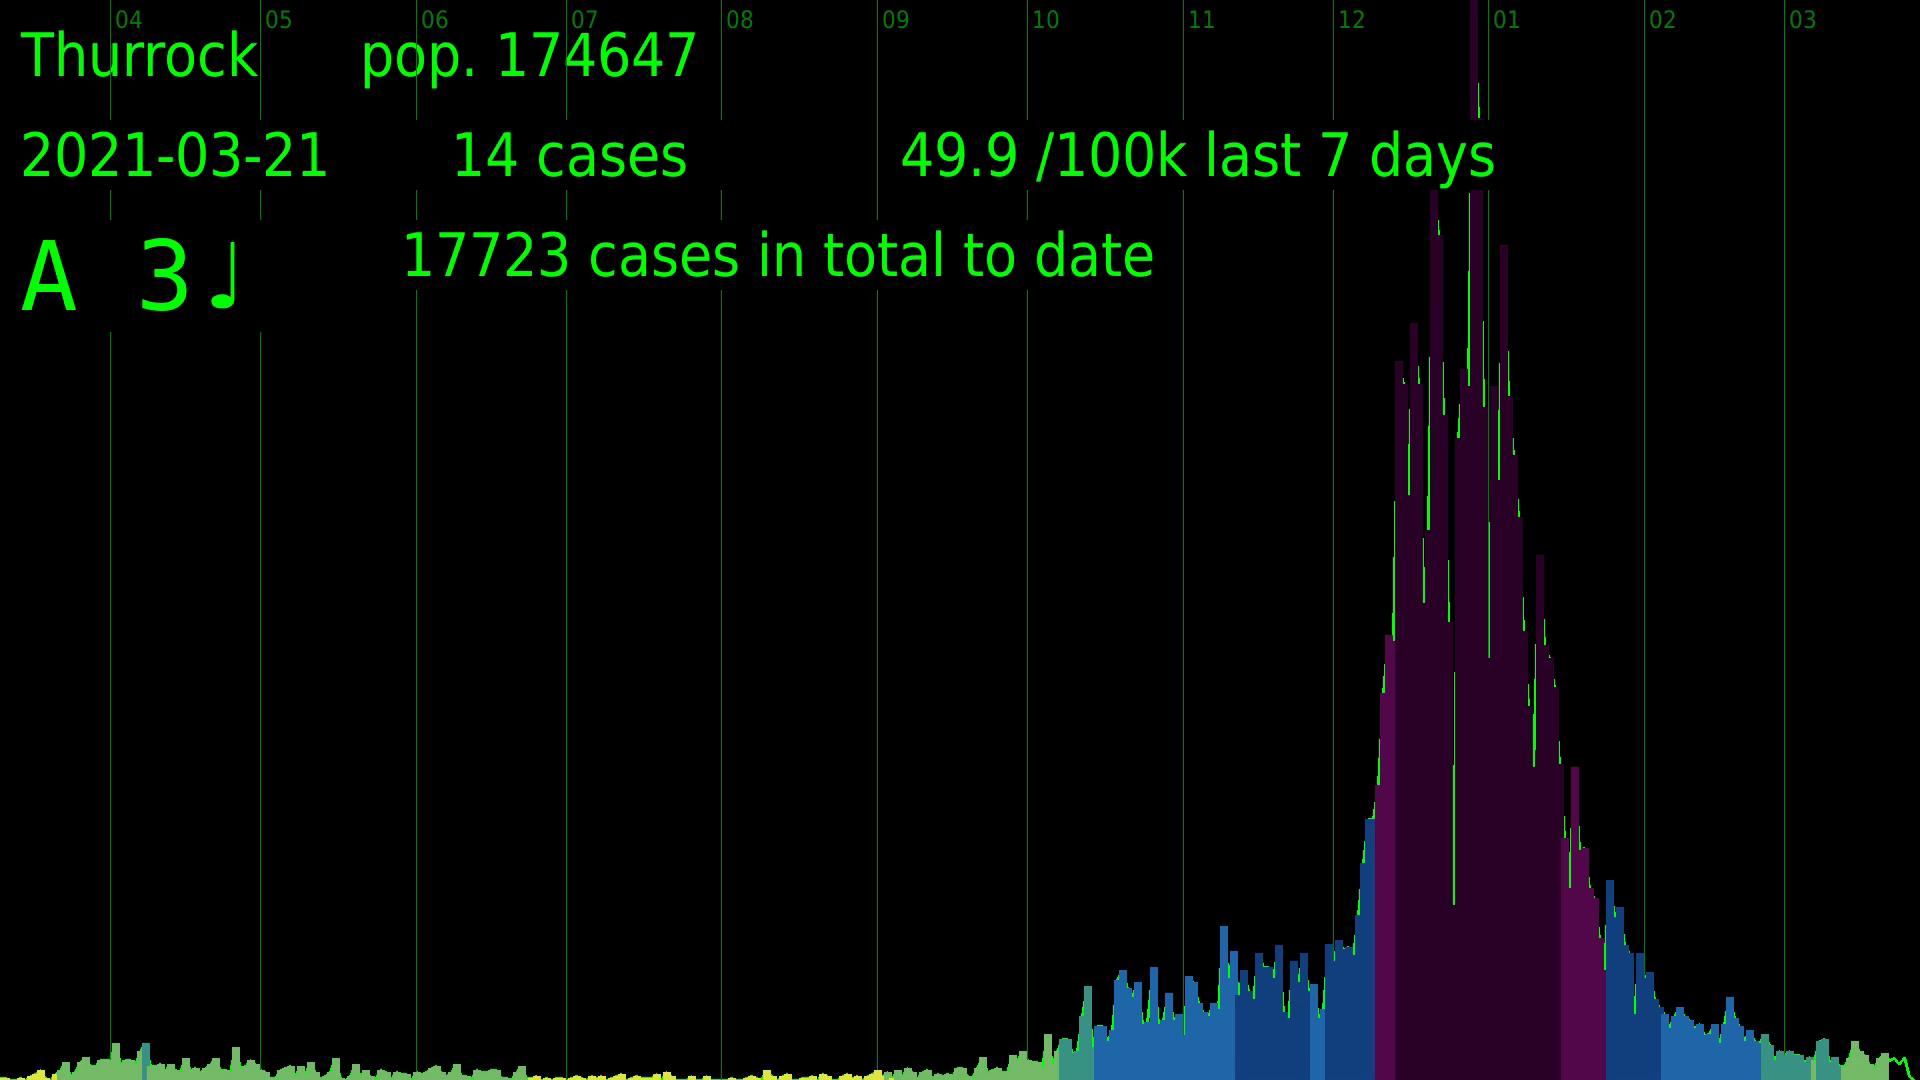 04 05 06 07 08 09 10 11 12 01 02 03
Thurrock pop. 174647
2021-03-21 14 cases 49.9 /100k last 7 days
A 3♩ 17723 cases in total to date